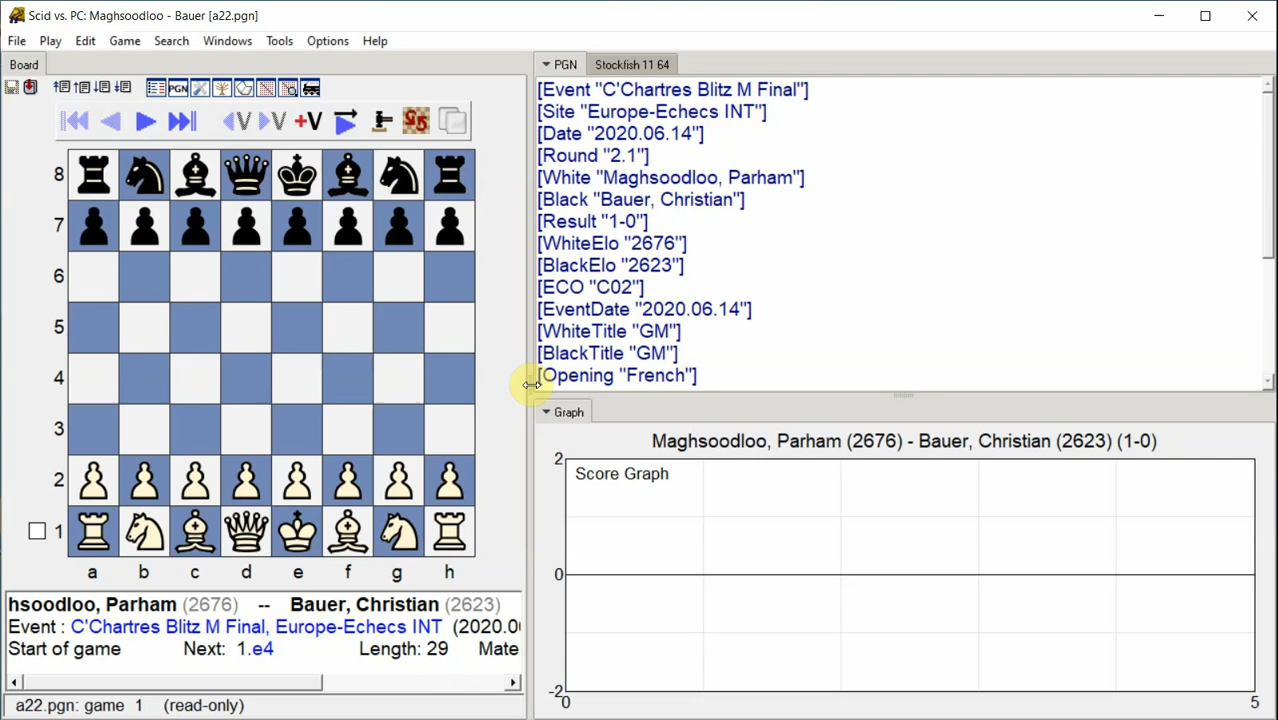 Scid vs. PC: Maghsoodloo - Bauer [a22.pgn]
File Play Edit Game Search Windows Tools Options Help
Board
PGN
V V +V
8
7
6
5
4
3
2
1
a b c d e f g h
hsoodloo, Parham (2676) -- Bauer, Christian (2623)
Event : C'Chartres Blitz M Final, Europe-Echecs INT (2020.0
Start of game Next: 1.e4 Length: 29 Mate
a22.pgn: game 1 (read-only)
PGN Stockfish 11 64
[Event "C'Chartres Blitz M Final"]
[Site "Europe-Echecs INT"]
[Date "2020.06.14"]
[Round "2.1"]
[White "Maghsoodloo, Parham"]
[Black "Bauer, Christian"]
[Result "1-0"]
[WhiteElo "2676"]
[BlackElo "2623"]
[ECO "C02"]
[EventDate "2020.06.14"]
[WhiteTitle "GM"]
[BlackTitle "GM"]
[Opening "French"]
Graph
Maghsoodloo, Parham (2676) - Bauer, Christian (2623) (1-0)
2
Score Graph
0
-2
0 5